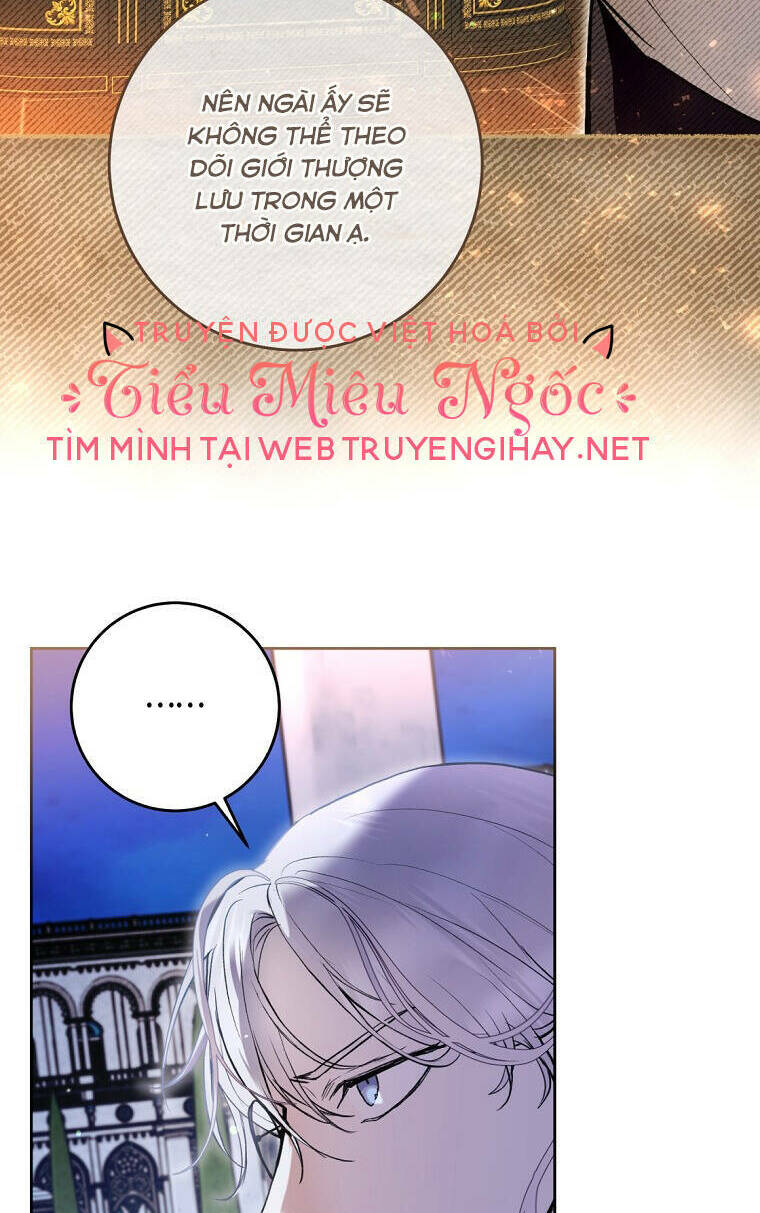 NÊN NGÀI ẤY SẼ
KHÔNG THỂ THEO
DÕI GIỚI THƯỢNG
LƯU TRONG MỘT
THỜI GIAN Ạ.
TRUYỆN ĐƯỢC VIỆT HOÁ BỞI
Tiểu Miêu Ngốc
TÌM MÌNH TẠI WEB TRUYENGIHAY.NET
......